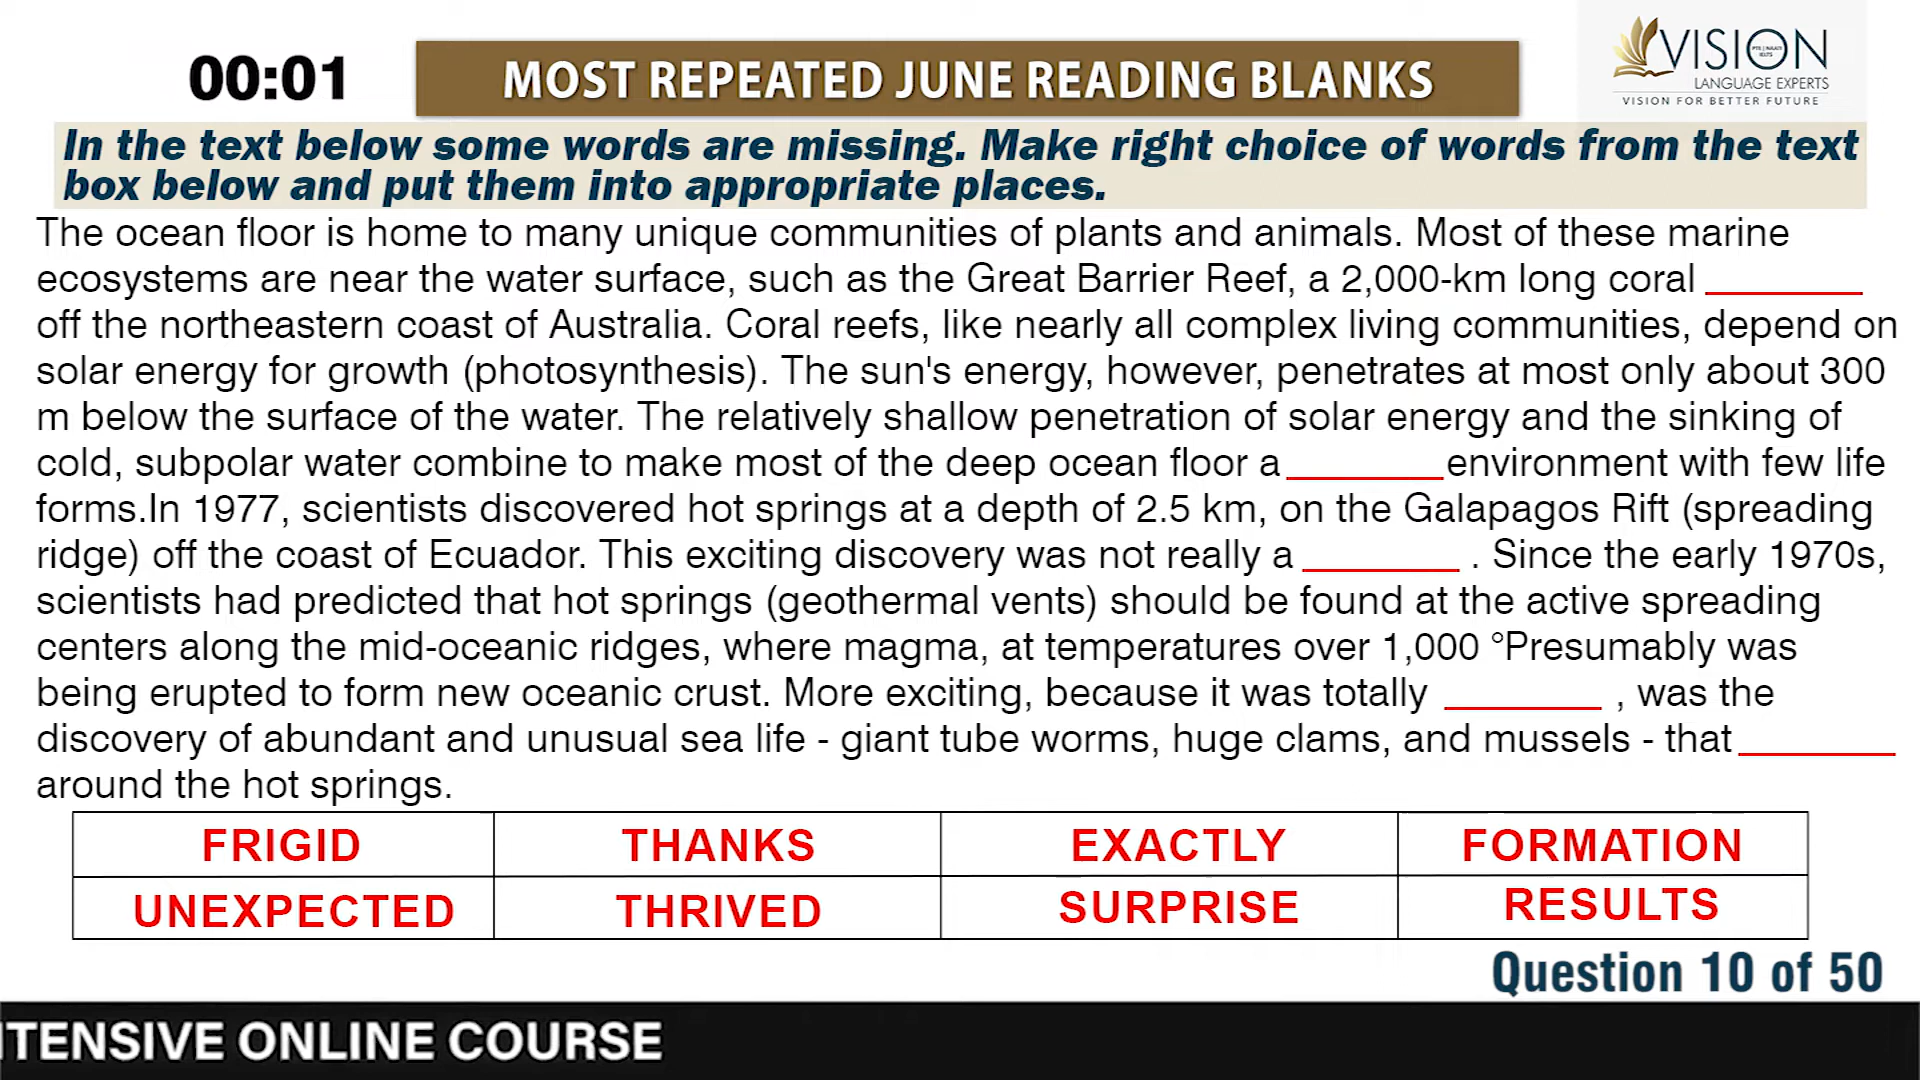 00:01
MOST REPEATED JUNE READING BLANKS
VISION
LANGUAGE EXPERTS
VISION FOR BETTER FUTURE
In the text below some words are missing. Make right choice of words from the text
box below and put them into appropriate places.
The ocean floor is home to many unique communities of plants and animals. Most of these marine
ecosystems are near the water surface, such as the Great Barrier Reef, a 2,000-km long coral ________
off the northeastern coast of Australia. Coral reefs, like nearly all complex living communities, depend on
solar energy for growth (photosynthesis). The sun's energy, however, penetrates at most only about 300
m below the surface of the water. The relatively shallow penetration of solar energy and the sinking of
cold, subpolar water combine to make most of the deep ocean floor a ________ environment with few life
forms.In 1977, scientists discovered hot springs at a depth of 2.5 km, on the Galapagos Rift (spreading
ridge) off the coast of Ecuador. This exciting discovery was not really a ________ . Since the early 1970s,
scientists had predicted that hot springs (geothermal vents) should be found at the active spreading
centers along the mid-oceanic ridges, where magma, at temperatures over 1,000 °Presumably was
being erupted to form new oceanic crust. More exciting, because it was totally ________ , was the
discovery of abundant and unusual sea life - giant tube worms, huge clams, and mussels - that ________
around the hot springs.
FRIGID THANKS EXACTLY FORMATION
UNEXPECTED THRIVED SURPRISE RESULTS
Question 10 of 50
NTENSIVE ONLINE COURSE